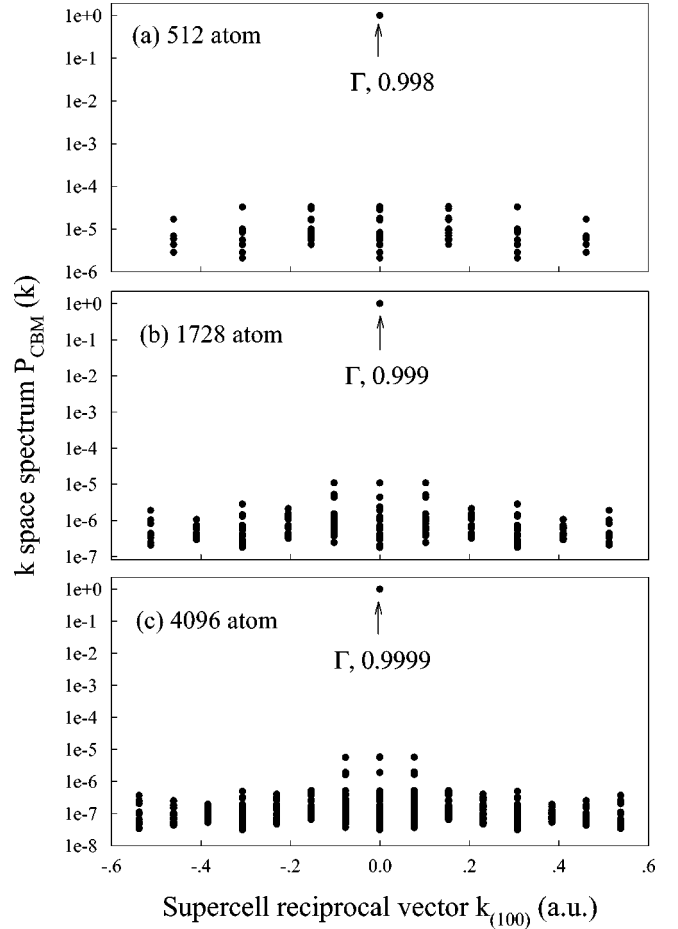 1e+0
(a) 512 atom
1e-1
Γ, 0.998
1e-2
1e-3
1e-4
1e-5
1e-6
1e+0
(b) 1728 atom
1e-1
Γ, 0.999
1e-2
1e-3
1e-4
1e-5
1e-6
1e-7
1e+0
(c) 4096 atom
1e-1
Γ, 0.9999
1e-2
1e-3
1e-4
1e-5
1e-6
1e-7
1e-8
-.6 -.4 -.2 0.0 .2 .4 .6
k space spectrum P_CBM (k)
Supercell reciprocal vector k_(100) (a.u.)